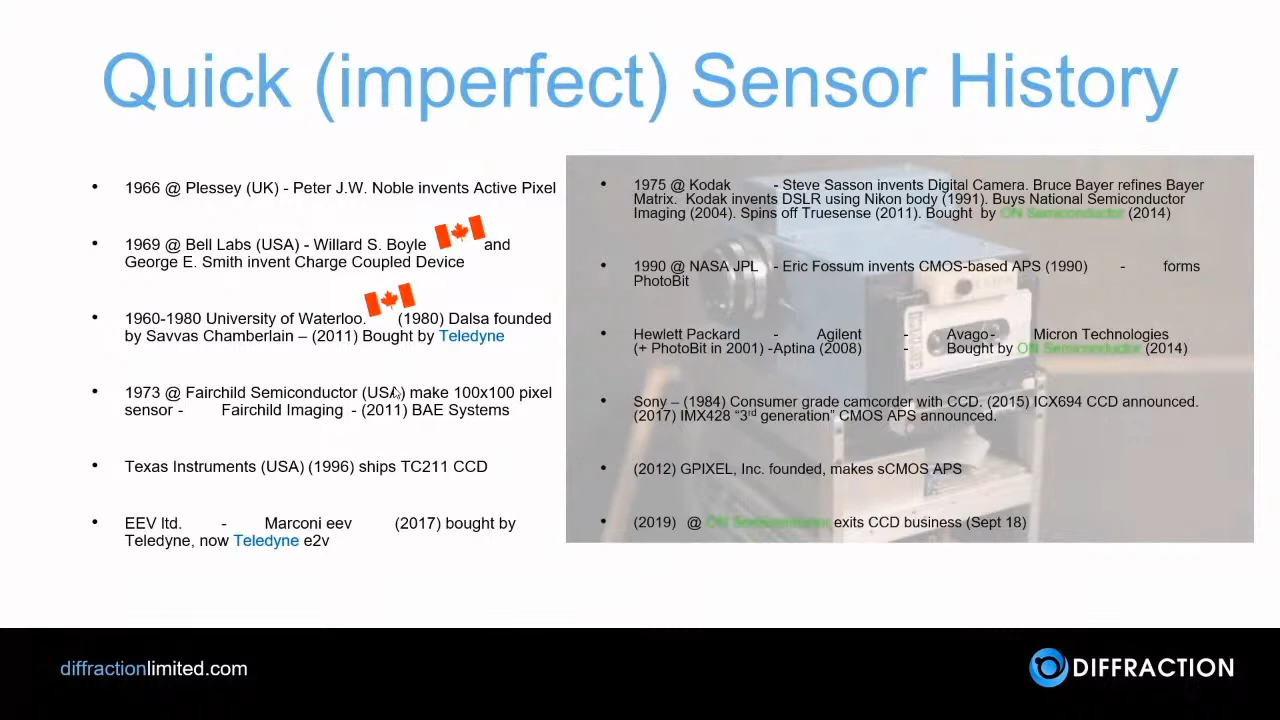 Quick (imperfect) Sensor History
• 1966 @ Plessey (UK) - Peter J.W. Noble invents Active Pixel
• 1969 @ Bell Labs (USA) - Willard S. Boyle and
George E. Smith invent Charge Coupled Device
• 1960-1980 University of Waterloo. (1980) Dalsa founded
by Savvas Chamberlain – (2011) Bought by Teledyne
• 1973 @ Fairchild Semiconductor (USA) make 100x100 pixel
sensor - Fairchild Imaging - (2011) BAE Systems
• Texas Instruments (USA) (1996) ships TC211 CCD
• EEV ltd. - Marconi eev (2017) bought by
Teledyne, now Teledyne e2v
• 1975 @ Kodak - Steve Sasson invents Digital Camera. Bruce Bayer refines Bayer
Matrix. Kodak invents DSLR using Nikon body (1991). Buys National Semiconductor
Imaging (2004). Spins off Truesense (2011). Bought by ON Semiconductor (2014)
• 1990 @ NASA JPL - Eric Fossum invents CMOS-based APS (1990) - forms
PhotoBit
• Hewlett Packard - Agilent - Avago - Micron Technologies
(+ PhotoBit in 2001) - Aptina (2008) - Bought by ON Semiconductor (2014)
• Sony – (1984) Consumer grade camcorder with CCD. (2015) ICX694 CCD announced.
(2017) IMX428 “3rd generation” CMOS APS announced.
• (2012) GPIXEL, Inc. founded, makes sCMOS APS
• (2019) @ ON Semiconductor exits CCD business (Sept 18)
diffractionlimited.com
DIFFRACTION